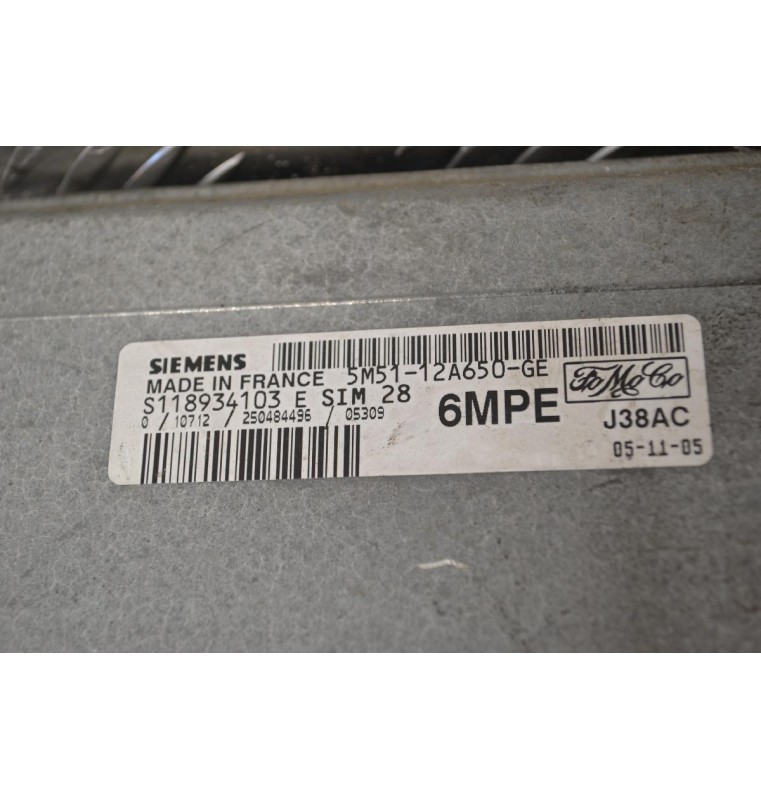 SIEMENS
MADE IN FRANCE 5M51-12A650-GE
S118934103 E SIM 28
0 / 10712 / 250484496 / 05309
6MPE
FoMoCo
J38AC
05-11-05